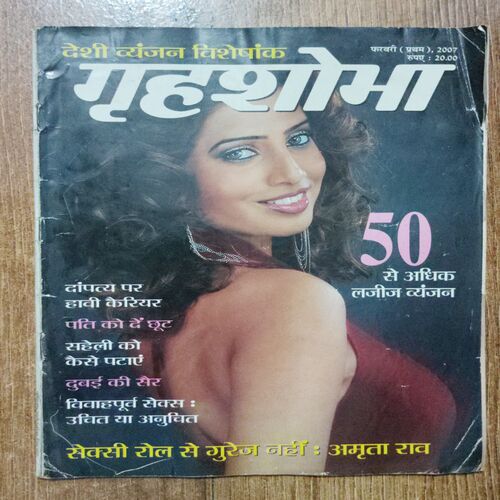 देशी व्यंजन विशेषांक
फरवरी ( प्रथम ), 2007
रुपए : 20.00
गृहशोभा
50
से अधिक
लजीज व्यंजन
दांपत्य पर
हावी कैरियर
पति को दें छूट
सहेली को
कैसे पटाएं
दुबई की सैर
विवाहपूर्व सेक्स :
उचित या अनुचित
सेक्सी रोल से गुरेज नहीं : अमृता राव